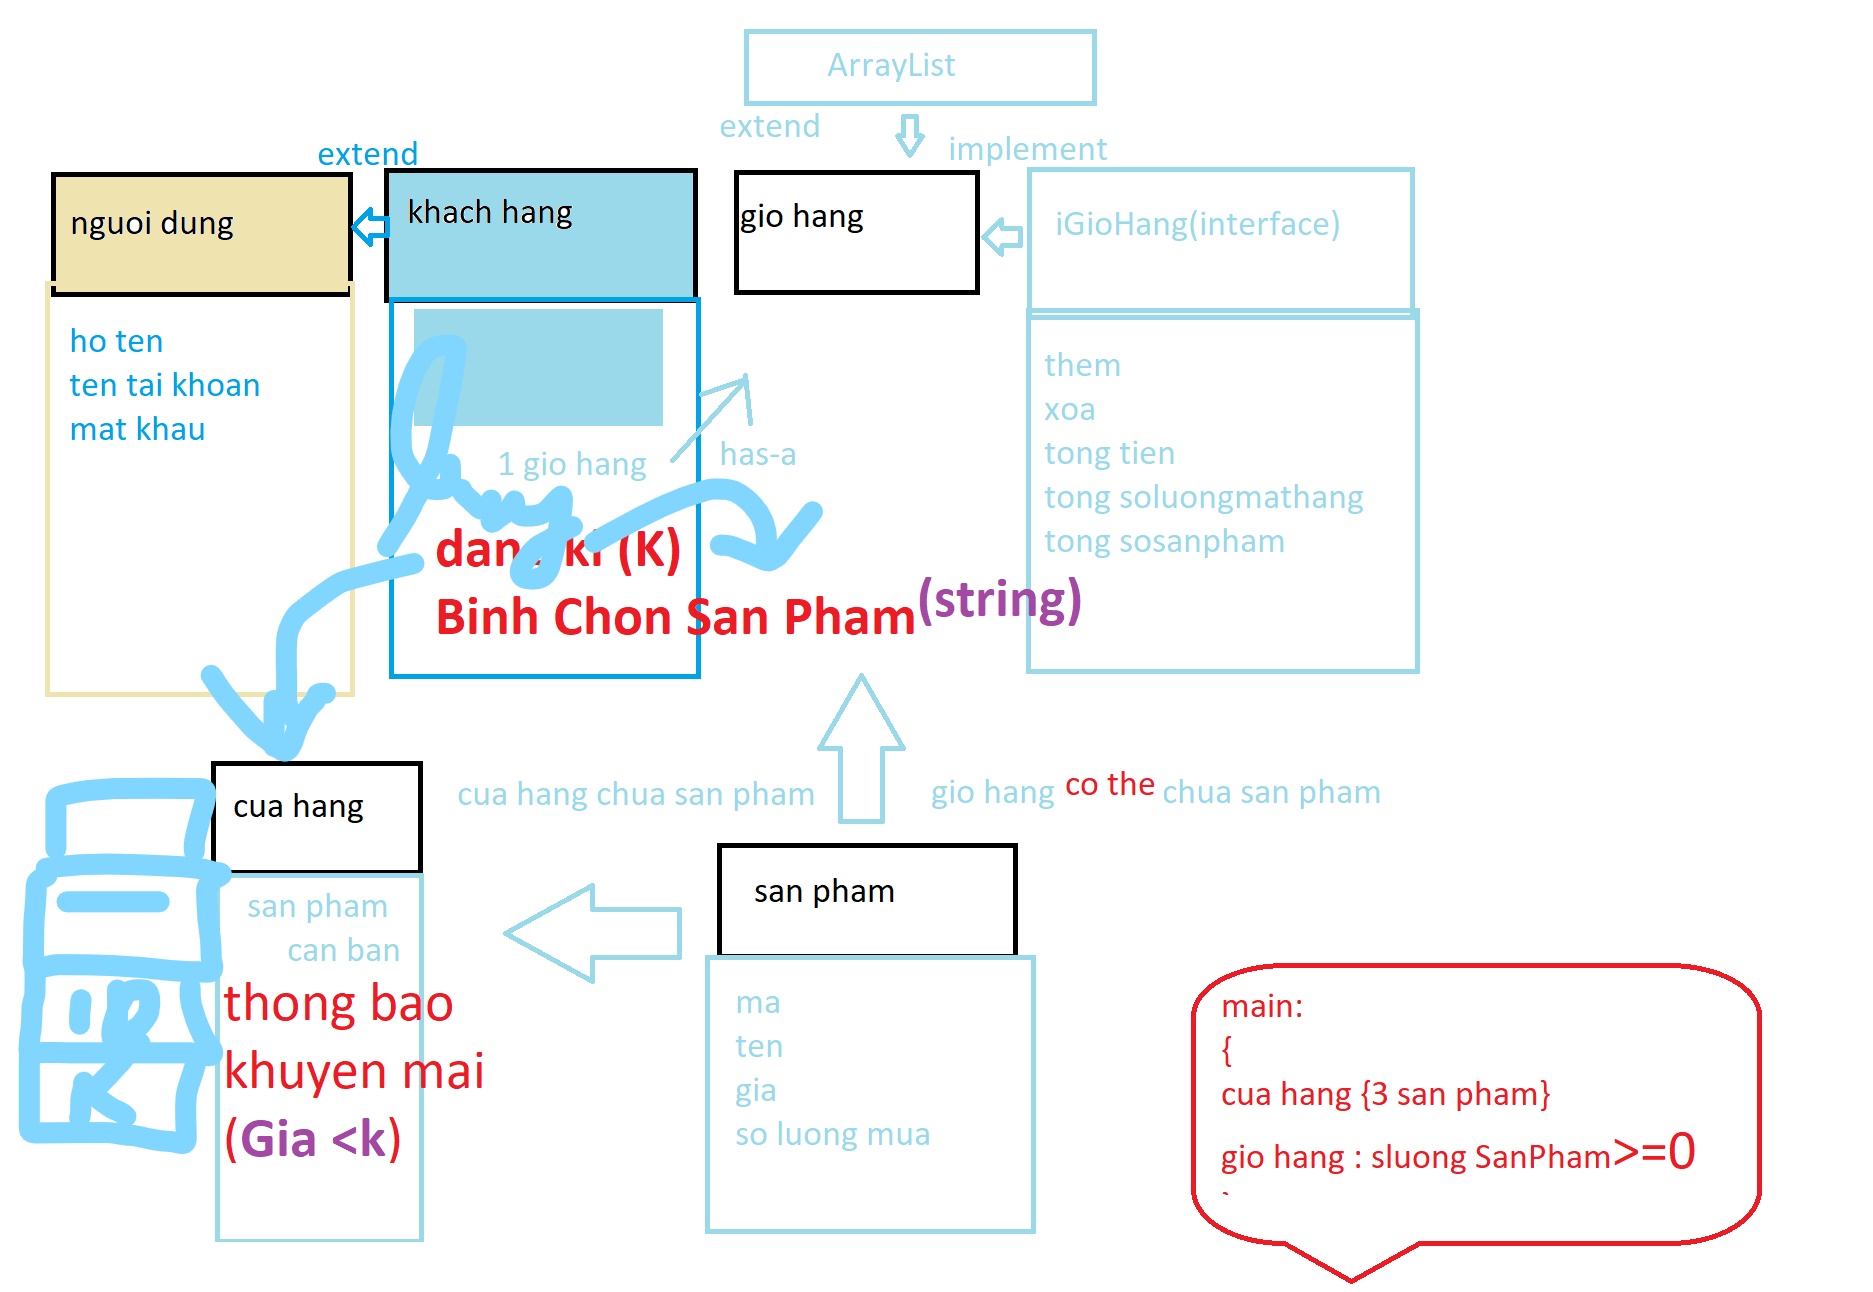 ArrayList
extend
implement
extend
nguoi dung
khach hang
gio hang
iGioHang(interface)
ho ten
ten tai khoan
mat khau
1 gio hang
has-a
them
xoa
tong tien
tong soluongmathang
tong sosanpham
dang ki (K)
Binh Chon San Pham (string)
cua hang
cua hang chua san pham
gio hang co the chua san pham
san pham
can ban
thong bao
khuyen mai
(Gia <k)
san pham
ma
ten
gia
so luong mua
main:
{
cua hang {3 san pham}
gio hang : sluong SanPham>=0